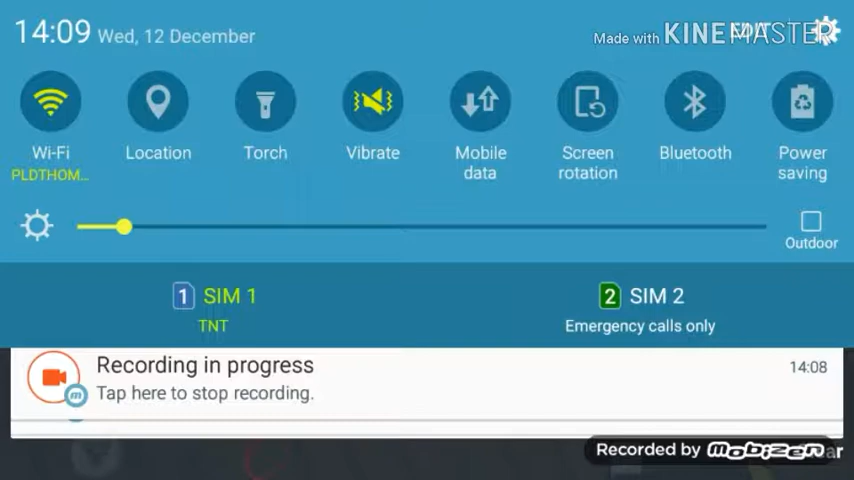 14:09 Wed, 12 December
Made with KINEMASTER
Wi-Fi
PLDTHOM...
Location
Torch
Vibrate
Mobile
data
Screen
rotation
Bluetooth
Power
saving
Outdoor
1 SIM 1
TNT
2 SIM 2
Emergency calls only
Recording in progress
14:08
Tap here to stop recording.
m
Recorded by mobizen